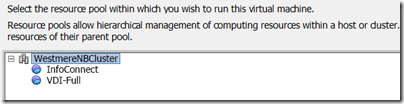 Select the resource pool within which you wish to run this virtual machine.
Resource pools allow hierarchical management of computing resources within a host or cluster.
resources of their parent pool.
WestmereNBCluster
InfoConnect
VDI-Full